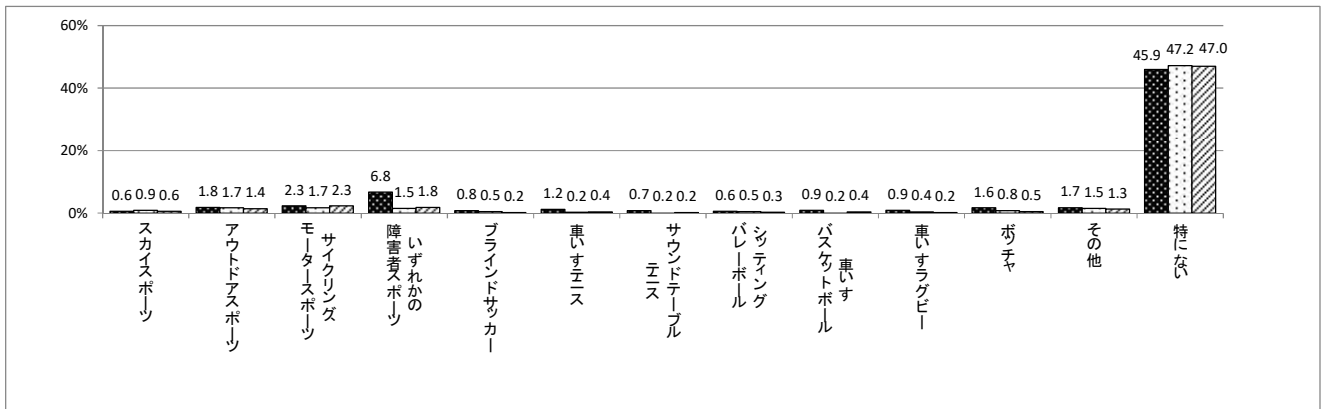 60%
40%
20%
0%
0.6 0.9 0.6
1.8 1.7 1.4
2.3 1.7 2.3
6.8 1.5 1.8
0.8 0.5 0.2
1.2 0.2 0.4
0.7 0.2 0.2
0.6 0.5 0.3
0.9 0.2 0.4
0.9 0.4 0.2
1.6 0.8 0.5
1.7 1.5 1.3
45.9 47.2 47.0
スカイスポーツ
アウトドアスポーツ
サイクリングズ
モータースポーツ
いずれかの
障害者スポーツ
ブラインドサッカー
車いすテニス
サウンドテーブル
テニス
シッティング
バレーボール
車いす
バスケットボール
車いすラグビー
ボッチャ
その他
特にない